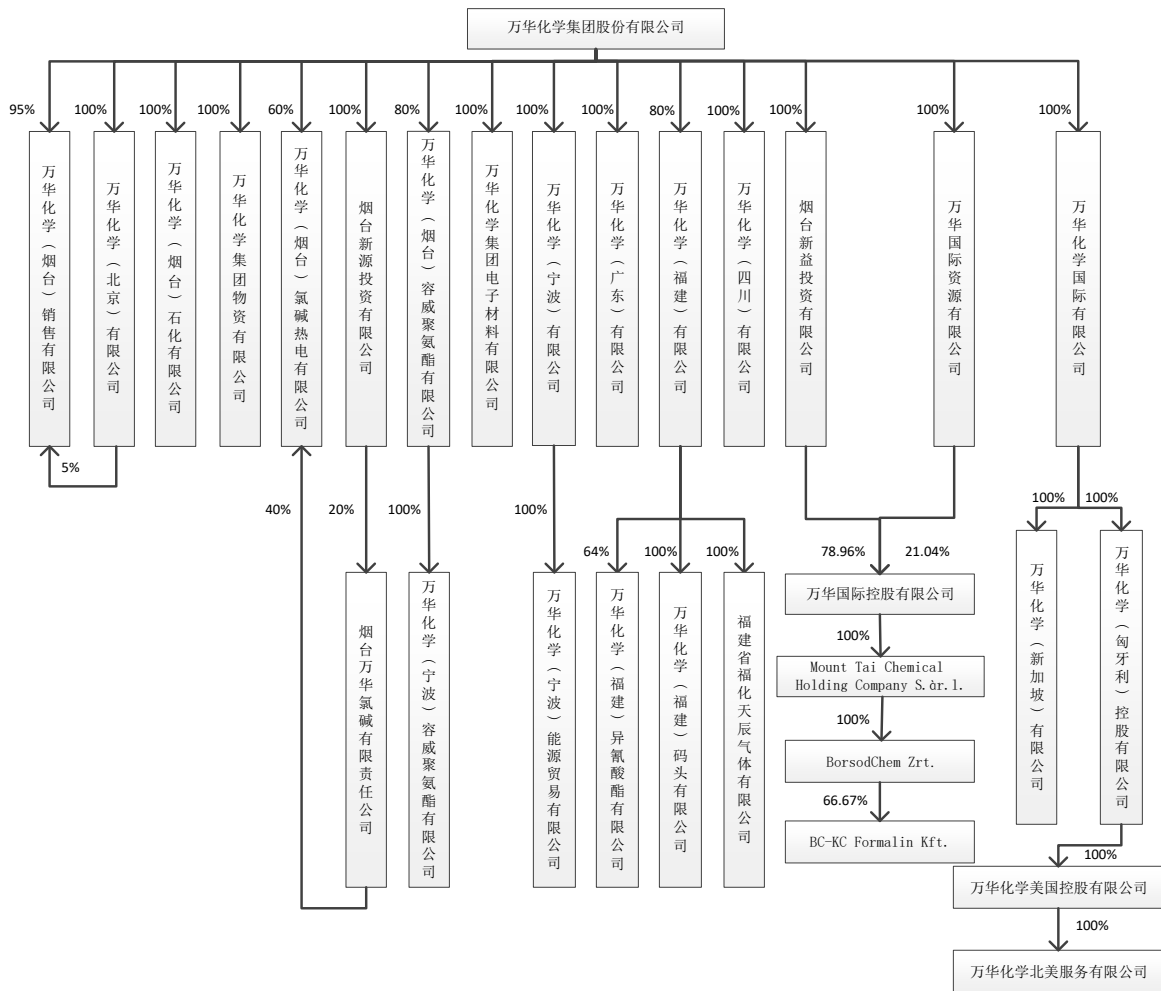 万华化学集团股份有限公司
95%
100%
100%
100%
60%
100%
80%
100%
100%
100%
80%
100%
100%
100%
100%
万华化学（烟台）销售有限公司
万华化学（北京）有限公司
万华化学（烟台）石化有限公司
万华化学集团物资有限公司
万华化学（烟台）氯碱热电有限公司
烟台新源投资有限公司
万华化学（烟台）容威聚氨酯有限公司
万华化学集团电子材料有限公司
万华化学（宁波）有限公司
万华化学（广东）有限公司
万华化学（福建）有限公司
万华化学（四川）有限公司
烟台新益投资有限公司
万华国际资源有限公司
万华化学国际有限公司
5%
40%
20%
100%
100%
64%
100%
100%
78.96%
21.04%
100%
100%
烟台万华氯碱有限责任公司
万华化学（宁波）容威聚氨酯有限公司
万华化学（宁波）能源贸易有限公司
万华化学（福建）异氰酸酯有限公司
万华化学（福建）码头有限公司
福建省福化天辰气体有限公司
万华国际控股有限公司
100%
Mount Tai Chemical
Holding Company S.àr.l.
100%
BorsodChem Zrt.
66.67%
BC-KC Formalin Kft.
万华化学（新加坡）有限公司
万华化学（匈牙利）控股有限公司
100%
万华化学美国控股有限公司
100%
万华化学北美服务有限公司